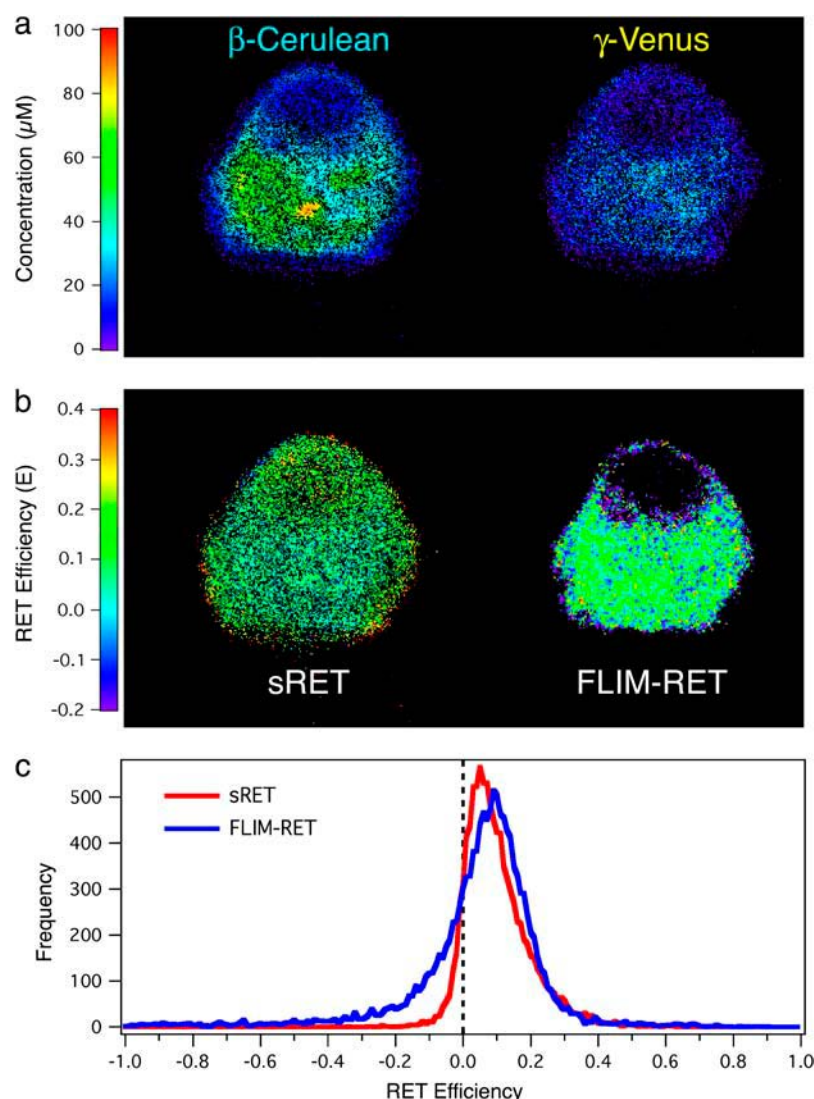 a
β-Cerulean
γ-Venus
Concentration (µM)
100
80
60
40
20
0
b
RET Efficiency (E)
0.4
0.3
0.2
0.1
0.0
-0.1
-0.2
sRET
FLIM-RET
c
sRET
FLIM-RET
Frequency
500
400
300
200
100
0
-1.0 -0.8 -0.6 -0.4 -0.2 0.0 0.2 0.4 0.6 0.8 1.0
RET Efficiency